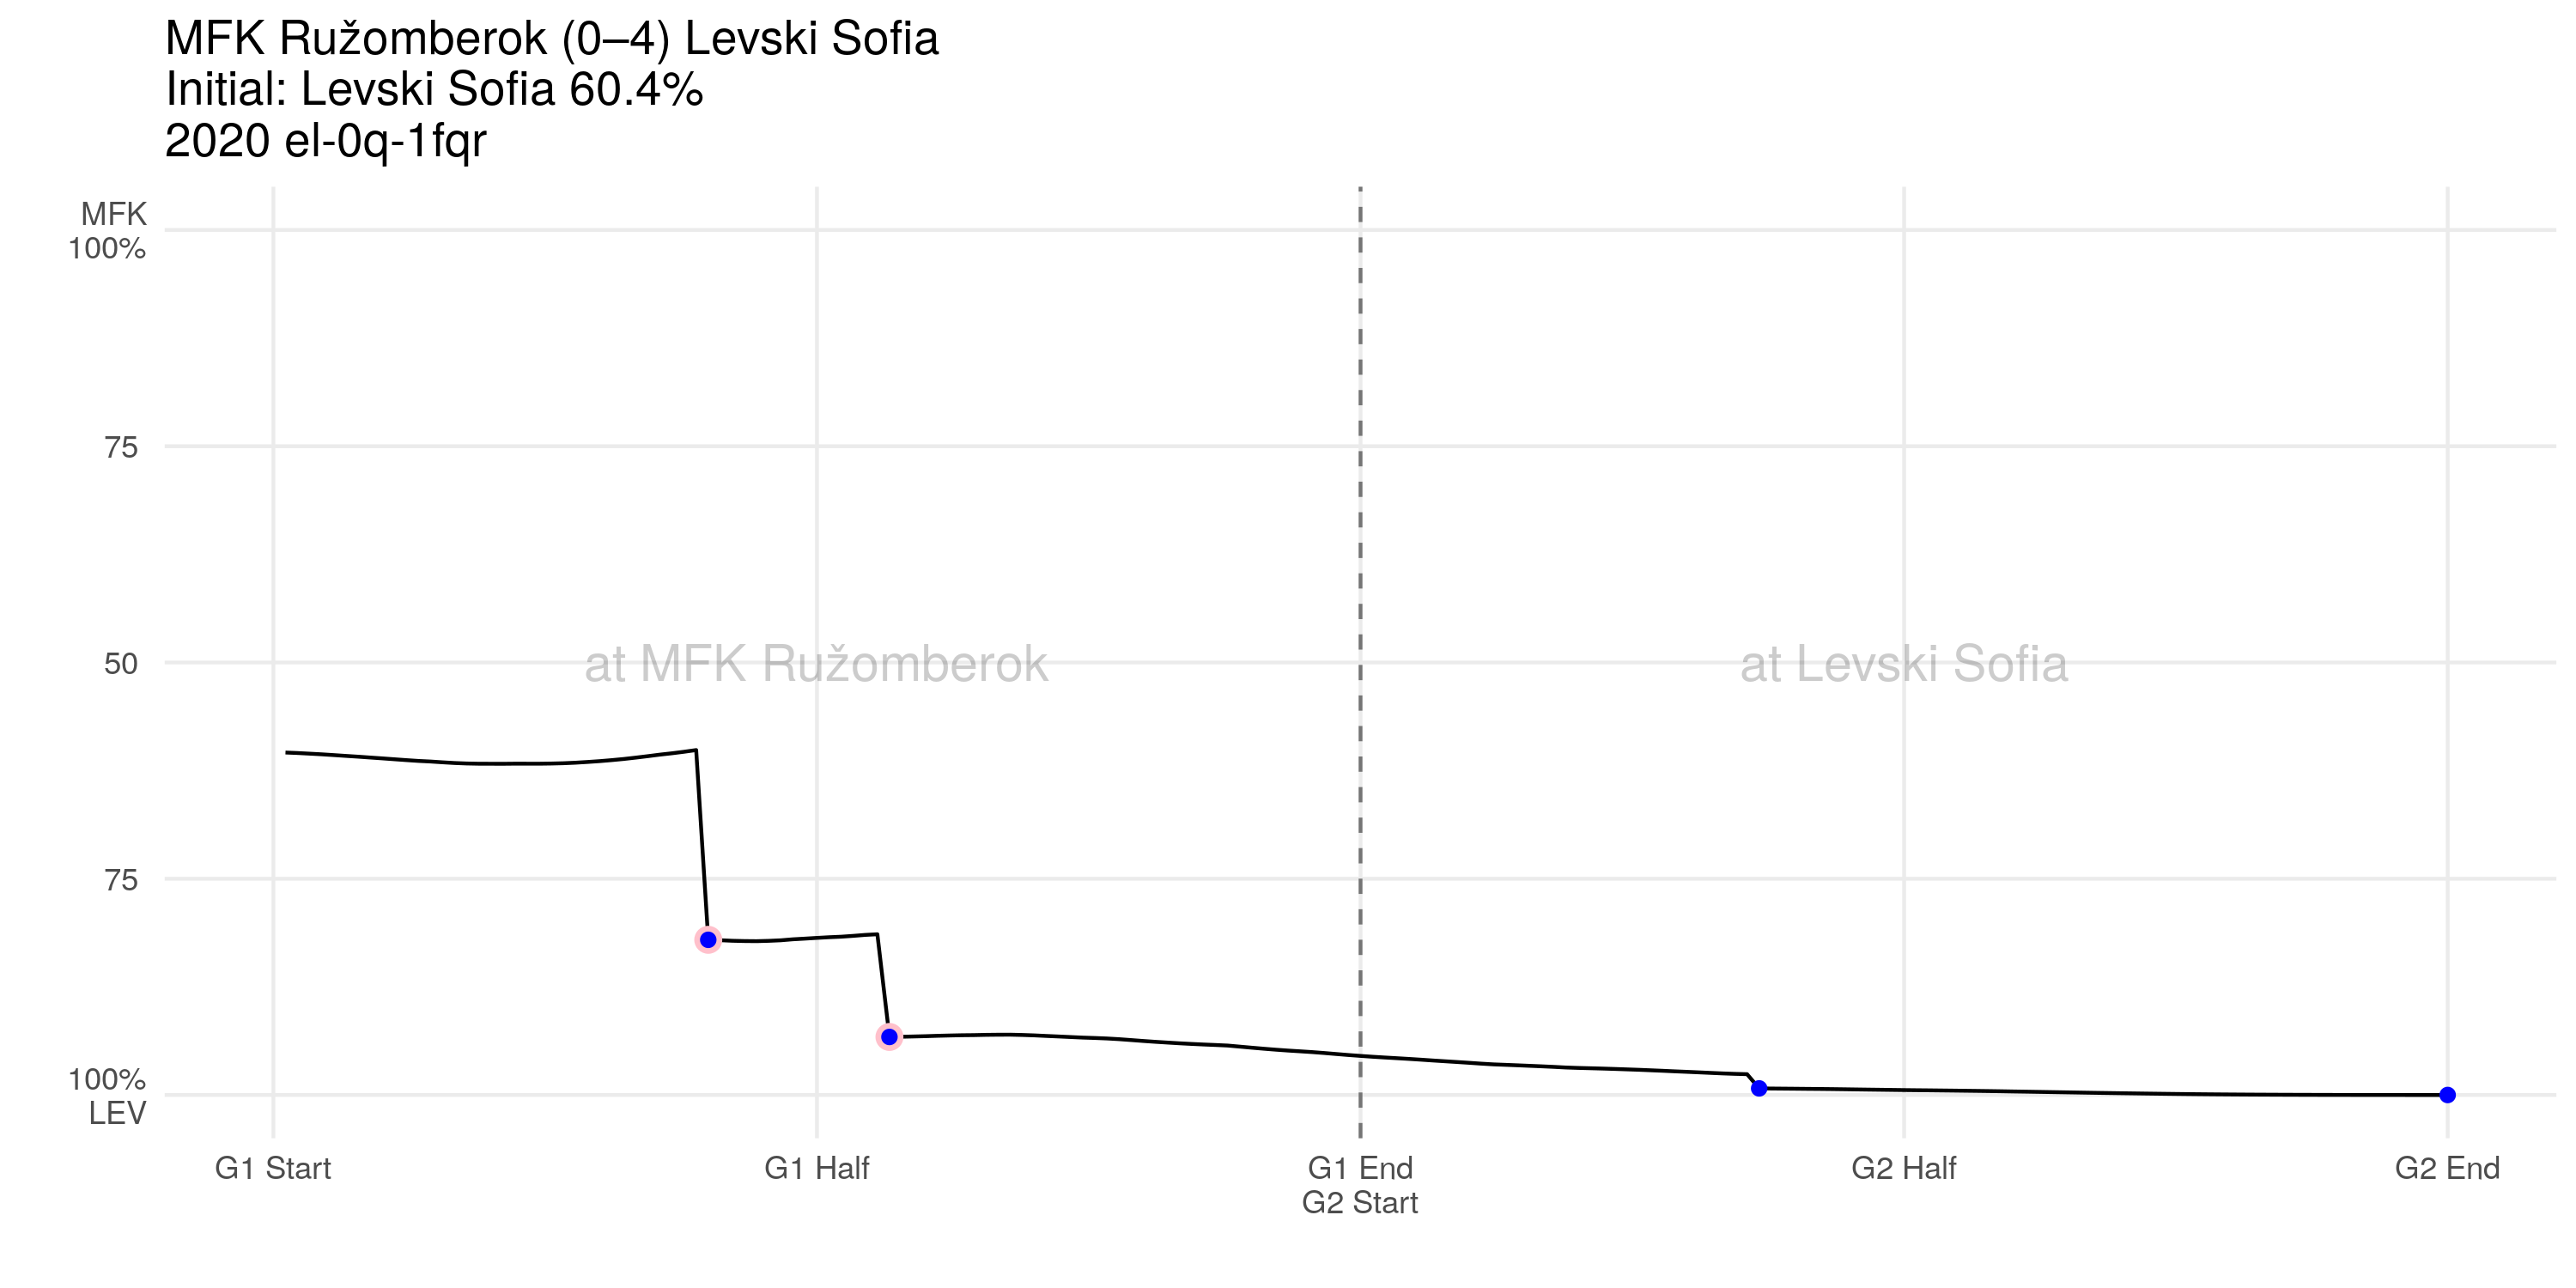 MFK Ružomberok (0–4) Levski Sofia
Initial: Levski Sofia 60.4%
2020 el-0q-1fqr
MFK
100%
75
50
75
100%
LEV
at MFK Ružomberok
at Levski Sofia
G1 Start
G1 Half
G1 End
G2 Start
G2 Half
G2 End